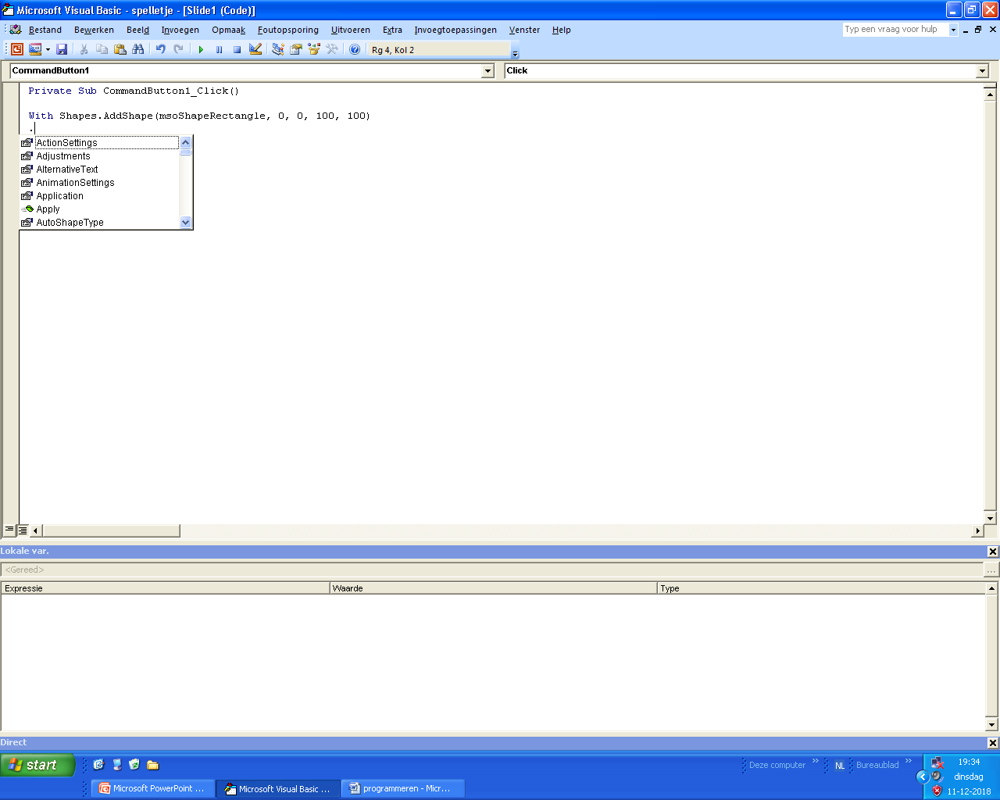 Microsoft Visual Basic - spelletje - [Slide1 (Code)]
Bestand Bewerken Beeld Invoegen Opmaak Foutopsporing Uitvoeren Extra Invoegtoepassingen Venster Help Typ een vraag voor hulp
Rg 4, Kol 2
CommandButton1 Click
Private Sub CommandButton1_Click()
With Shapes.AddShape(msoShapeRectangle, 0, 0, 100, 100)
.
ActionSettings
Adjustments
AlternativeText
AnimationSettings
Application
Apply
AutoShapeType
Lokale var.
<Gereed> ...
Expressie Waarde Type
Direct
start Deze computer » NL Bureaublad » 19:34
dinsdag
Microsoft PowerPoint ... Microsoft Visual Basic ... programmeren - Micr... 11-12-2018